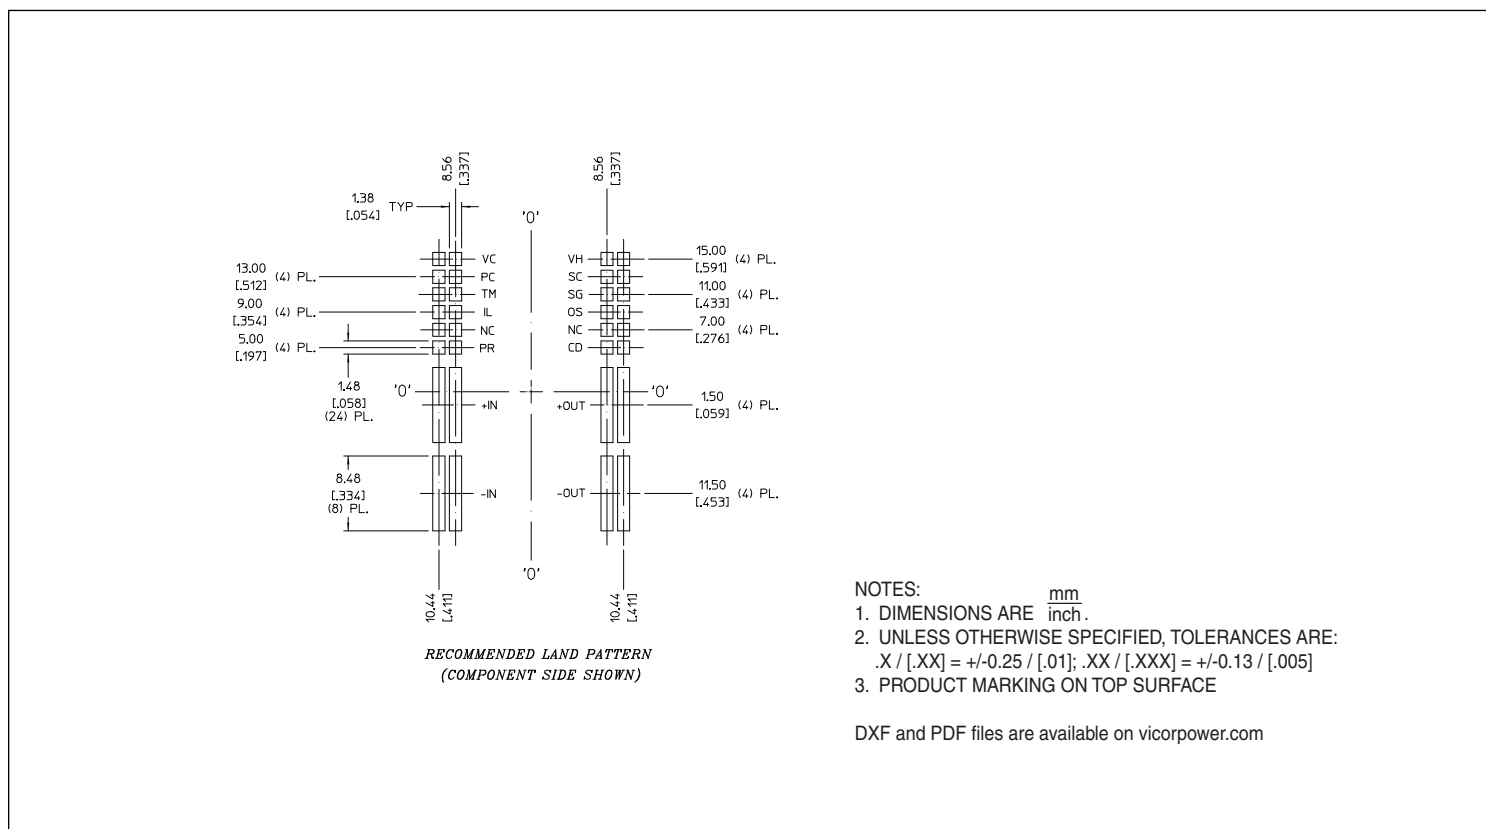 8.56
[.337]
8.56
[.337]
1.38
[.054]
TYP
'0'
VC
VH
15.00
[.591]
(4) PL.
13.00
[.512]
(4) PL.
PC
SC
TM
SG
11.00
[.433]
(4) PL.
9.00
[.354]
(4) PL.
IL
OS
NC
NC
7.00
[.276]
(4) PL.
5.00
[.197]
(4) PL.
PR
CD
1.48
[.058]
(24) PL.
'0'
'0'
+IN
+OUT
1.50
[.059]
(4) PL.
8.48
[.334]
(8) PL.
-IN
-OUT
11.50
[.453]
(4) PL.
'0'
10.44
[.411]
10.44
[.411]
RECOMMENDED LAND PATTERN
(COMPONENT SIDE SHOWN)
NOTES:
1. DIMENSIONS ARE mm
inch.
2. UNLESS OTHERWISE SPECIFIED, TOLERANCES ARE:
.X / [.XX] = +/-0.25 / [.01]; .XX / [.XXX] = +/-0.13 / [.005]
3. PRODUCT MARKING ON TOP SURFACE
DXF and PDF files are available on vicorpower.com